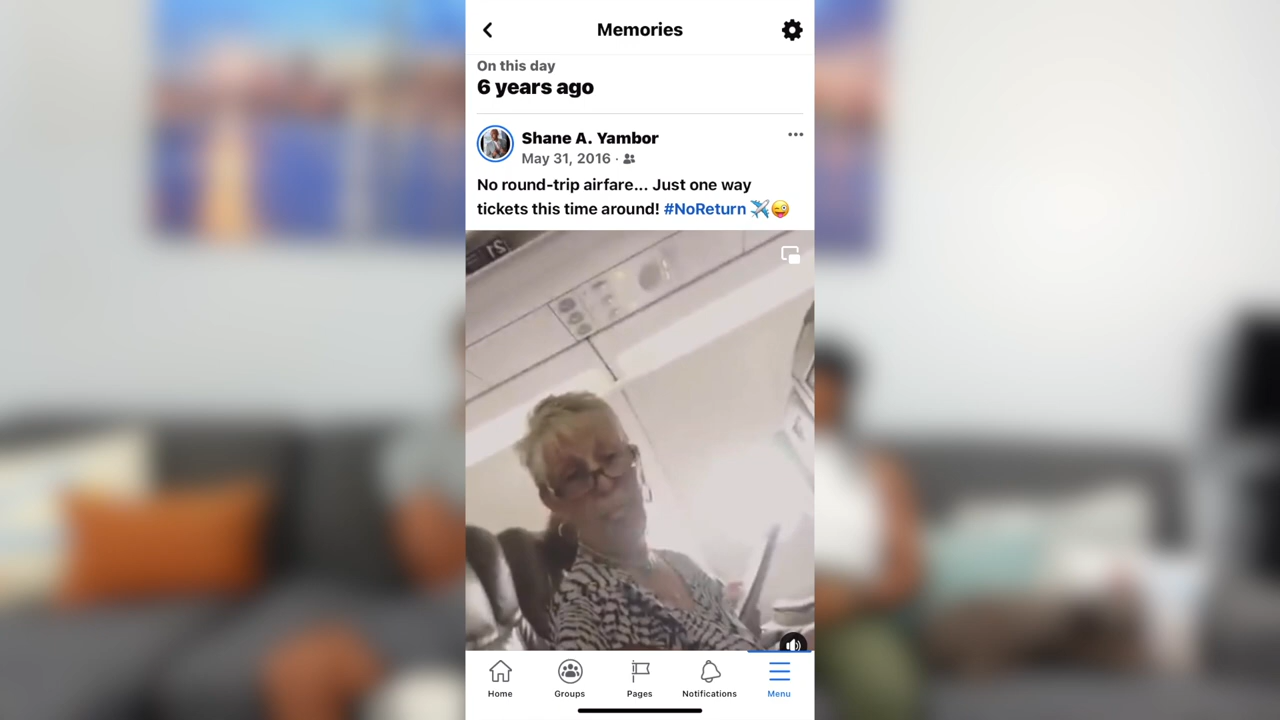 Memories
On this day
6 years ago
Shane A. Yambor
May 31, 2016 ·
No round-trip airfare... Just one way
tickets this time around! #NoReturn ✈️😜
Home
Groups
Pages
Notifications
Menu